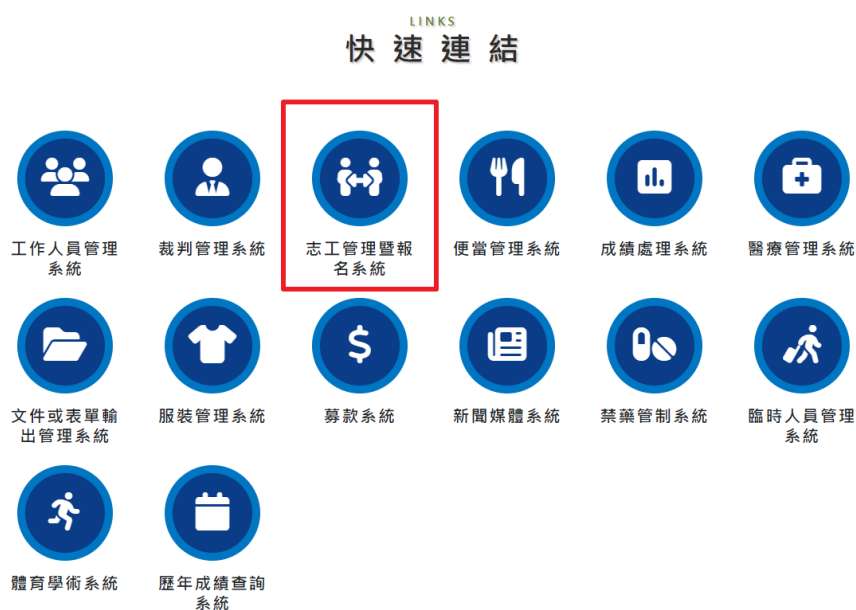 LINKS
快速連結
工作人員管理
系統
裁判管理系統
志工管理暨報
名系統
便當管理系統
成績處理系統
醫療管理系統
文件或表單輸
出管理系統
服裝管理系統
募款系統
新聞媒體系統
禁藥管制系統
臨時人員管理
系統
體育學術系統
歷年成績查詢
系統